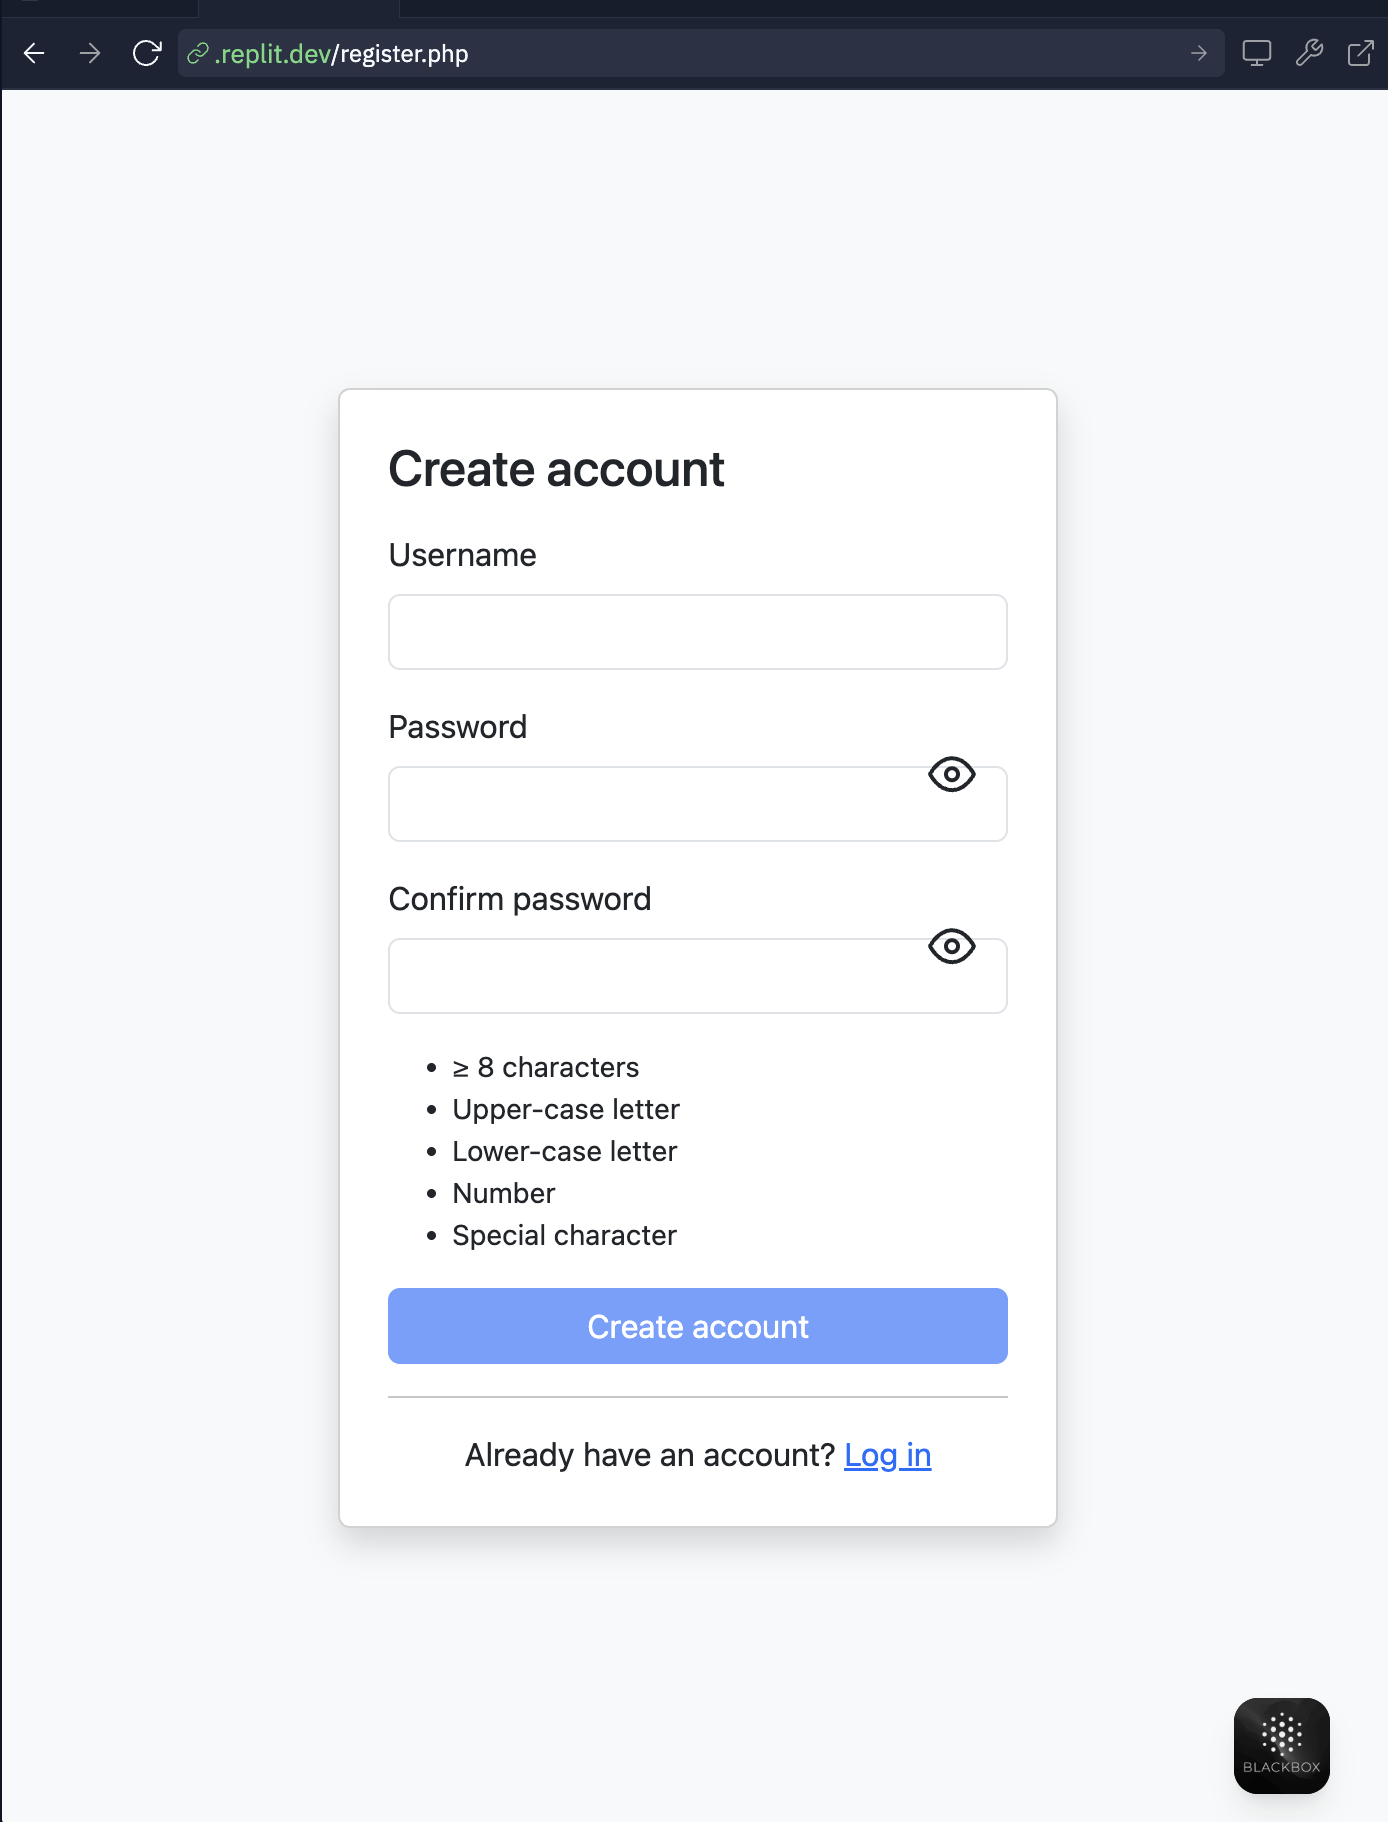 .replit.dev/register.php
Create account
Username
Password
Confirm password
• ≥ 8 characters
• Upper-case letter
• Lower-case letter
• Number
• Special character
Create account
Already have an account? Log in
BLACKBOX